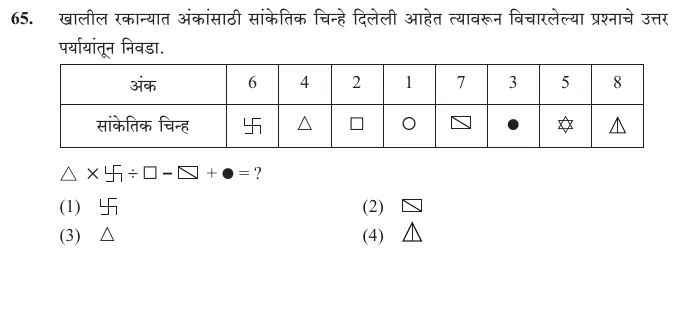 65. खालील रकान्यात अंकांसाठी सांकेतिक चिन्हे दिलेली आहेत त्यावरून विचारलेल्या प्रश्नाचे उत्तर
पर्यायांतून निवडा.
अंक 6 4 2 1 7 3 5 8
सांकेतिक चिन्ह 卐 △ □ ○ ⧅ ● ✡ ◮
△ × 卐 ÷ □ − ⧅ + ● = ?
(1) 卐 (2) ⧅
(3) △ (4) ◮